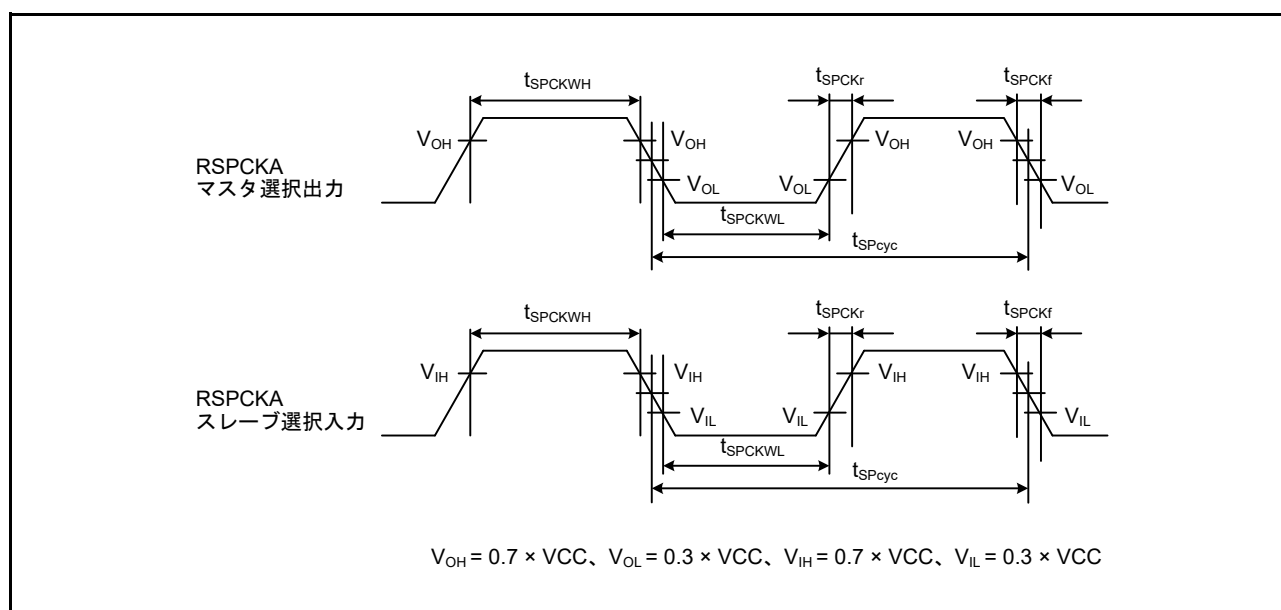 tSPCKWH
tSPCKr
tSPCKf
VOH
VOH
VOH
VOH
RSPCKA
マスタ選択出力
VOL
VOL
VOL
tSPCKWL
tSPcyc
tSPCKWH
tSPCKr
tSPCKf
VIH
VIH
VIH
VIH
RSPCKA
スレーブ選択入力
VIL
VIL
VIL
tSPCKWL
tSPcyc
VOH = 0.7 × VCC、VOL = 0.3 × VCC、VIH = 0.7 × VCC、VIL = 0.3 × VCC